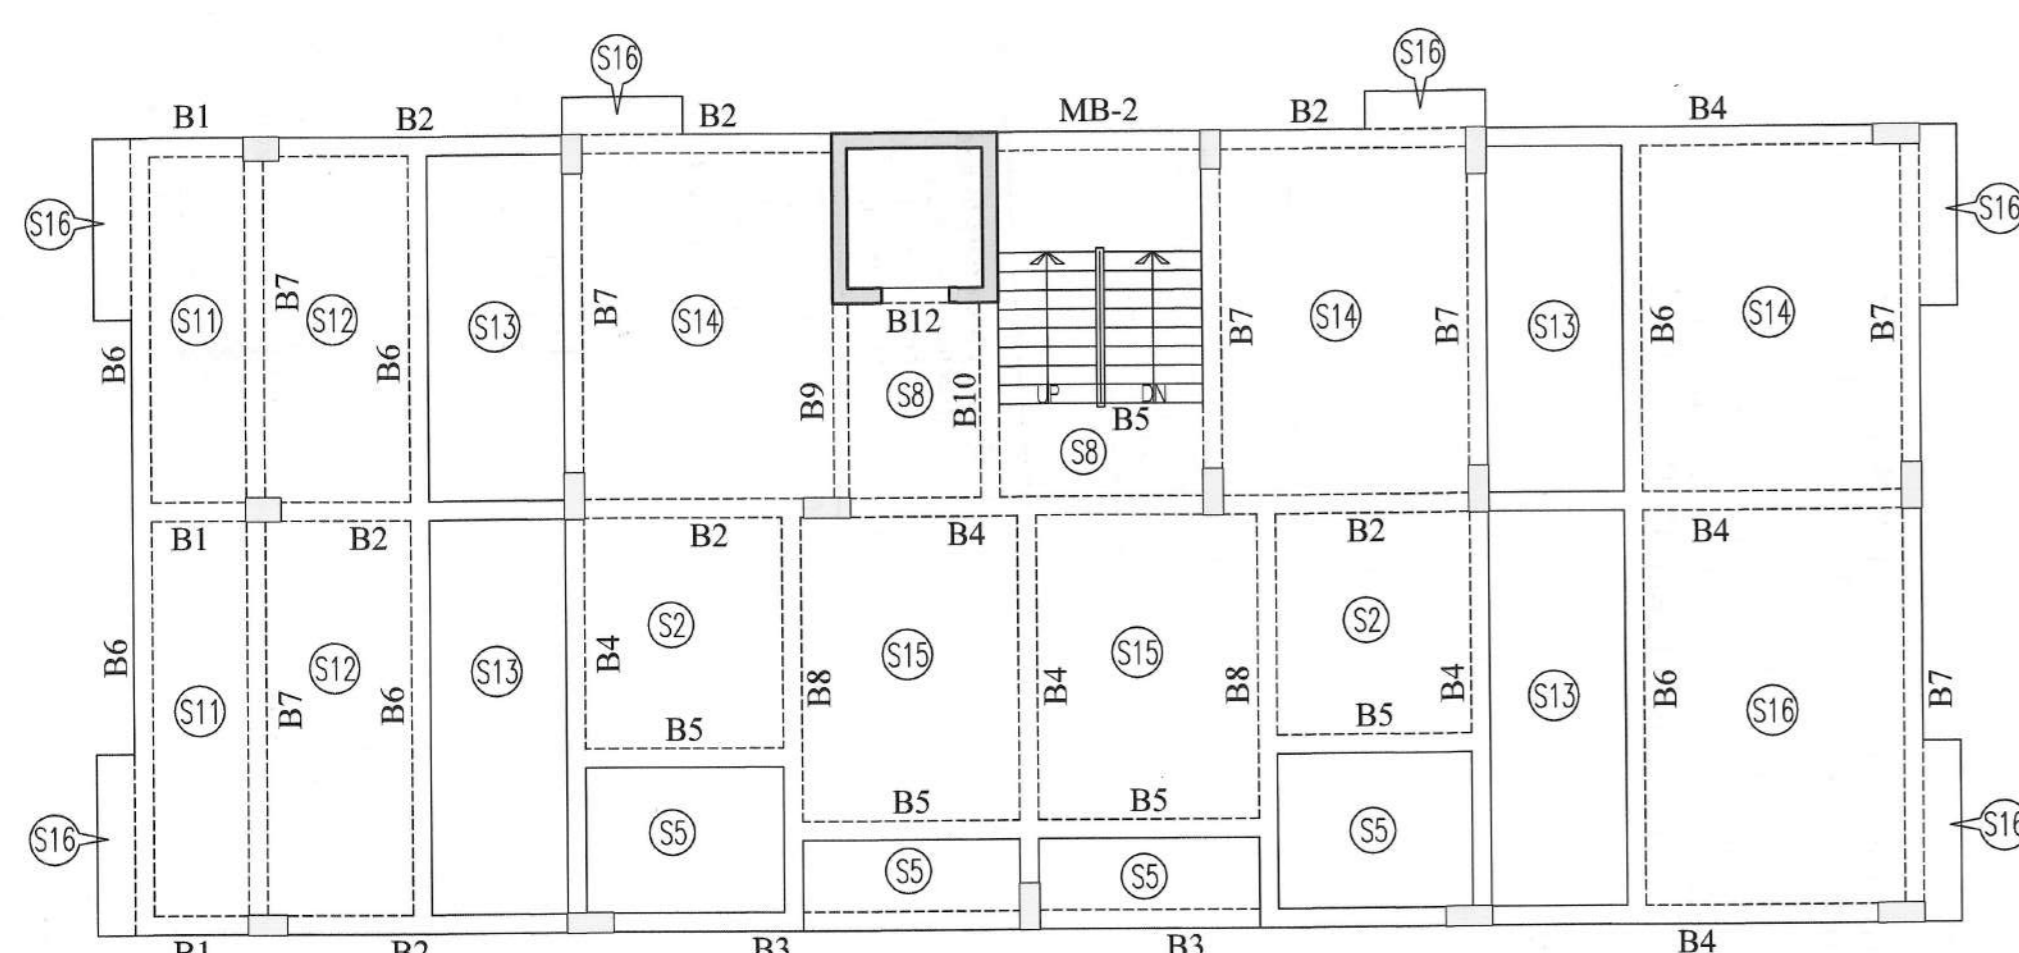 S16 S16
B1 B2 B2 MB-2 B2 B4
S16 S16
B7 B7 B7 B7 B6 B7
S11 S12 S13 S14 B12 S14 S13 S14
B6 B6 B9 S8 B10 UP DN
B5
S8
B1 B2 B2 B4 B2 B4
S2 S2
B6 S12 S13 B4 S15 B4 S15 B4
B7 B6 B8 B8 B6 B7
S11 S13 S16
B5 B5
B5 B5
S16 S5 S5 S16
S5 S5
B1 B2 B3 B3 B4